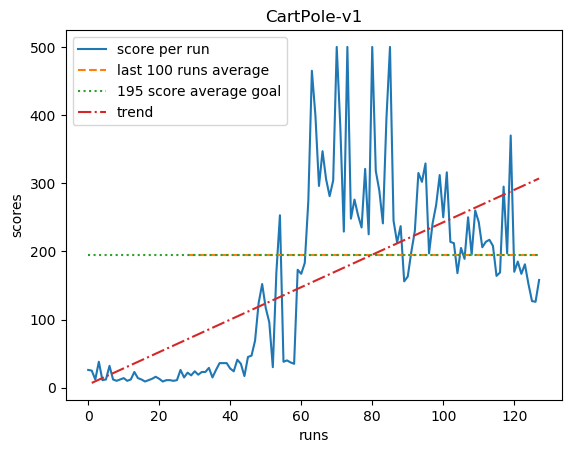 CartPole-v1
500
400
300
200
100
0
scores
score per run
last 100 runs average
195 score average goal
trend
0
20
40
60
80
100
120
runs